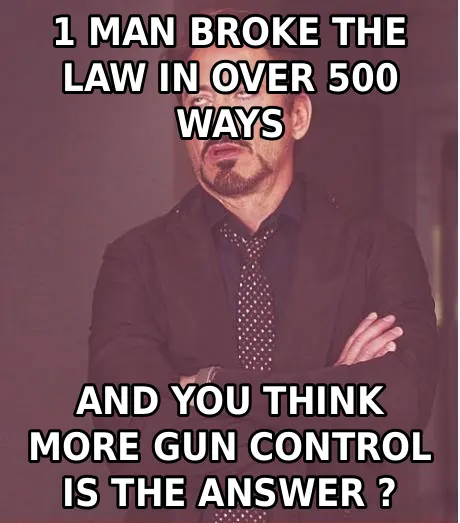 1 MAN BROKE THE
LAW IN OVER 500
WAYS
AND YOU THINK
MORE GUN CONTROL
IS THE ANSWER ?